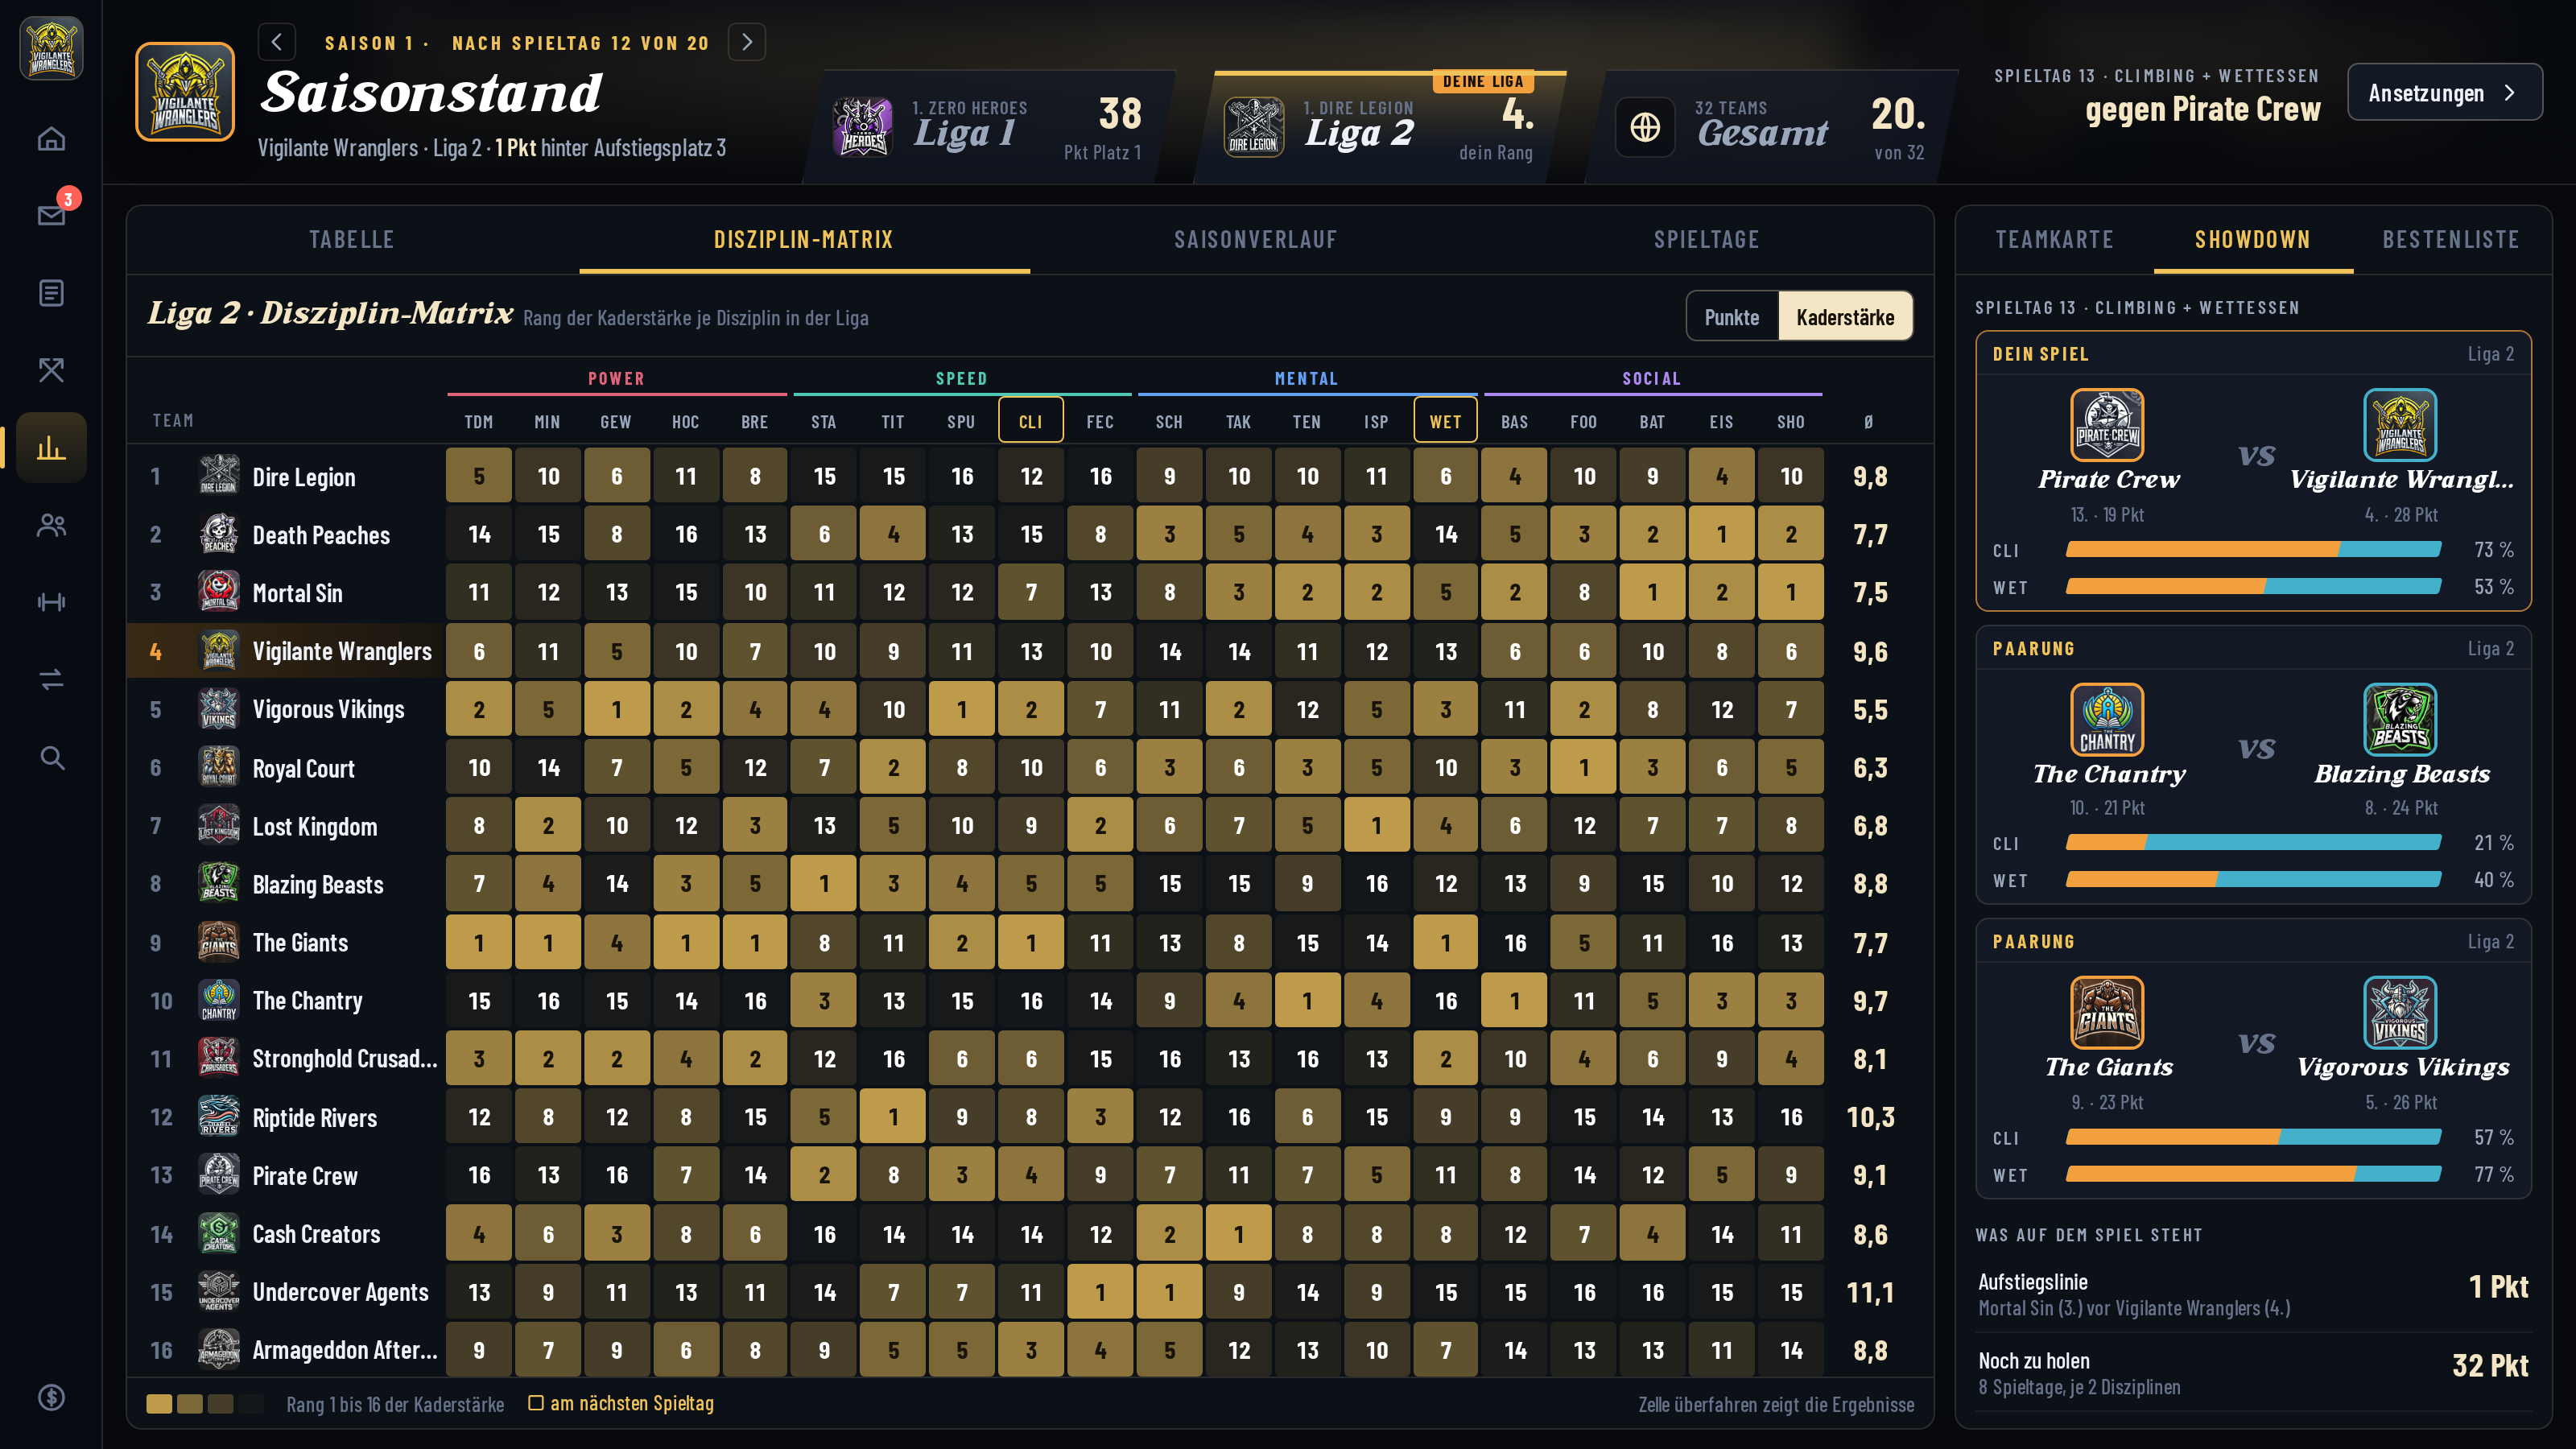 SAISON 1 · NACH SPIELTAG 12 VON 20
Saisonstand
Vigilante Wranglers · Liga 2 · 1 Pkt hinter Aufstiegsplatz 3
1. ZERO HEROES
Liga 1
38
Pkt Platz 1
DEINE LIGA
1. DIRE LEGION
Liga 2
4.
dein Rang
32 TEAMS
Gesamt
20.
von 32
SPIELTAG 13 · CLIMBING + WETTESSEN
gegen Pirate Crew
Ansetzungen
3
TABELLE DISZIPLIN-MATRIX SAISONVERLAUF SPIELTAGE
Liga 2 · Disziplin-Matrix Rang der Kaderstärke je Disziplin in der Liga
Punkte Kaderstärke
POWER SPEED MENTAL SOCIAL
TEAM TDM MIN GEW HOC BRE STA TIT SPU CLI FEC SCH TAK TEN ISP WET BAS FOO BAT EIS SHO Ø
1 Dire Legion 5 10 6 11 8 15 15 16 12 16 9 10 10 11 6 4 10 9 4 10 9,8
2 Death Peaches 14 15 8 16 13 6 4 13 15 8 3 5 4 3 14 5 3 2 1 2 7,7
3 Mortal Sin 11 12 13 15 10 11 12 12 7 13 8 3 2 2 5 2 8 1 2 1 7,5
4 Vigilante Wranglers 6 11 5 10 7 10 9 11 13 10 14 14 11 12 13 6 6 10 8 6 9,6
5 Vigorous Vikings 2 5 1 2 4 4 10 1 2 7 11 2 12 5 3 11 2 8 12 7 5,5
6 Royal Court 10 14 7 5 12 7 2 8 10 6 3 6 3 5 10 3 1 3 6 5 6,3
7 Lost Kingdom 8 2 10 12 3 13 5 10 9 2 6 7 5 1 4 6 12 7 7 8 6,8
8 Blazing Beasts 7 4 14 3 5 1 3 4 5 5 15 15 9 16 12 13 9 15 10 12 8,8
9 The Giants 1 1 4 1 1 8 11 2 1 11 13 8 15 14 1 16 5 11 16 13 7,7
10 The Chantry 15 16 15 14 16 3 13 15 16 14 9 4 1 4 16 1 11 5 3 3 9,7
11 Stronghold Crusad... 3 2 2 4 2 12 16 6 6 15 16 13 16 13 2 10 4 6 9 4 8,1
12 Riptide Rivers 12 8 12 8 15 5 1 9 8 3 12 16 6 15 9 9 15 14 13 16 10,3
13 Pirate Crew 16 13 16 7 14 2 8 3 4 9 7 11 7 5 11 8 14 12 5 9 9,1
14 Cash Creators 4 6 3 8 6 16 14 14 14 12 2 1 8 8 8 12 7 4 14 11 8,6
15 Undercover Agents 13 9 11 13 11 14 7 7 11 1 1 9 14 9 15 15 16 16 15 15 11,1
16 Armageddon After... 9 7 9 6 8 9 5 5 3 4 5 12 13 10 7 14 13 13 11 14 8,8
Rang 1 bis 16 der Kaderstärke am nächsten Spieltag Zelle überfahren zeigt die Ergebnisse
TEAMKARTE SHOWDOWN BESTENLISTE
SPIELTAG 13 · CLIMBING + WETTESSEN
DEIN SPIEL Liga 2
Pirate Crew vs Vigilante Wrangl...
13. · 19 Pkt 4. · 28 Pkt
CLI 73 %
WET 53 %
PAARUNG Liga 2
The Chantry vs Blazing Beasts
10. · 21 Pkt 8. · 24 Pkt
CLI 21 %
WET 40 %
PAARUNG Liga 2
The Giants vs Vigorous Vikings
9. · 23 Pkt 5. · 26 Pkt
CLI 57 %
WET 77 %
WAS AUF DEM SPIEL STEHT
Aufstiegslinie 1 Pkt
Mortal Sin (3.) vor Vigilante Wranglers (4.)
Noch zu holen 32 Pkt
8 Spieltage, je 2 Disziplinen